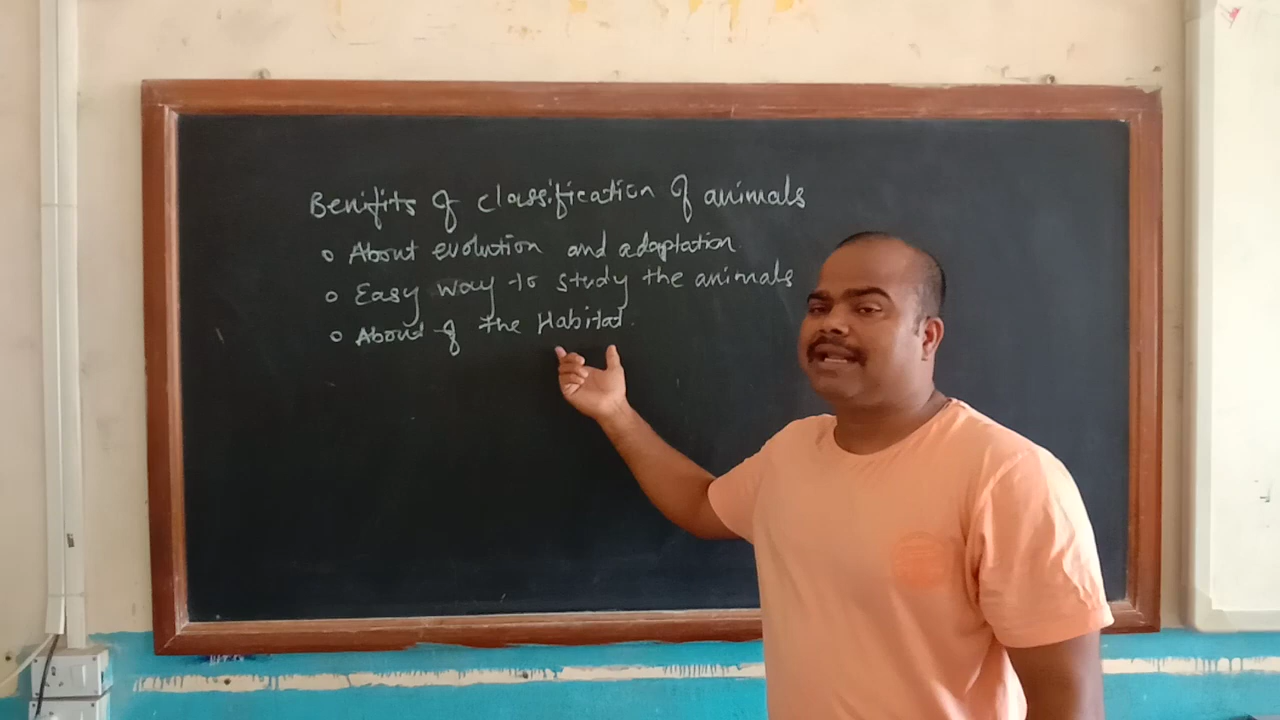 Benifits of classification of animals
o About evolution and adaptation
o Easy way to study the animals
o About of the Habitat.